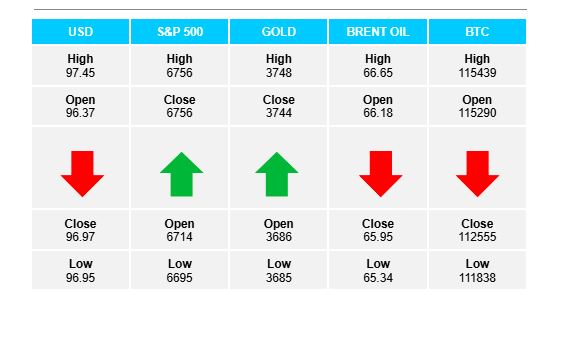 USD S&P 500 GOLD BRENT OIL BTC
High High High High High
97.45 6756 3748 66.65 115439
Open Close Close Open Open
96.37 6756 3744 66.18 115290
Close Open Open Close Close
96.97 6714 3686 65.95 112555
Low Low Low Low Low
96.95 6695 3685 65.34 111838